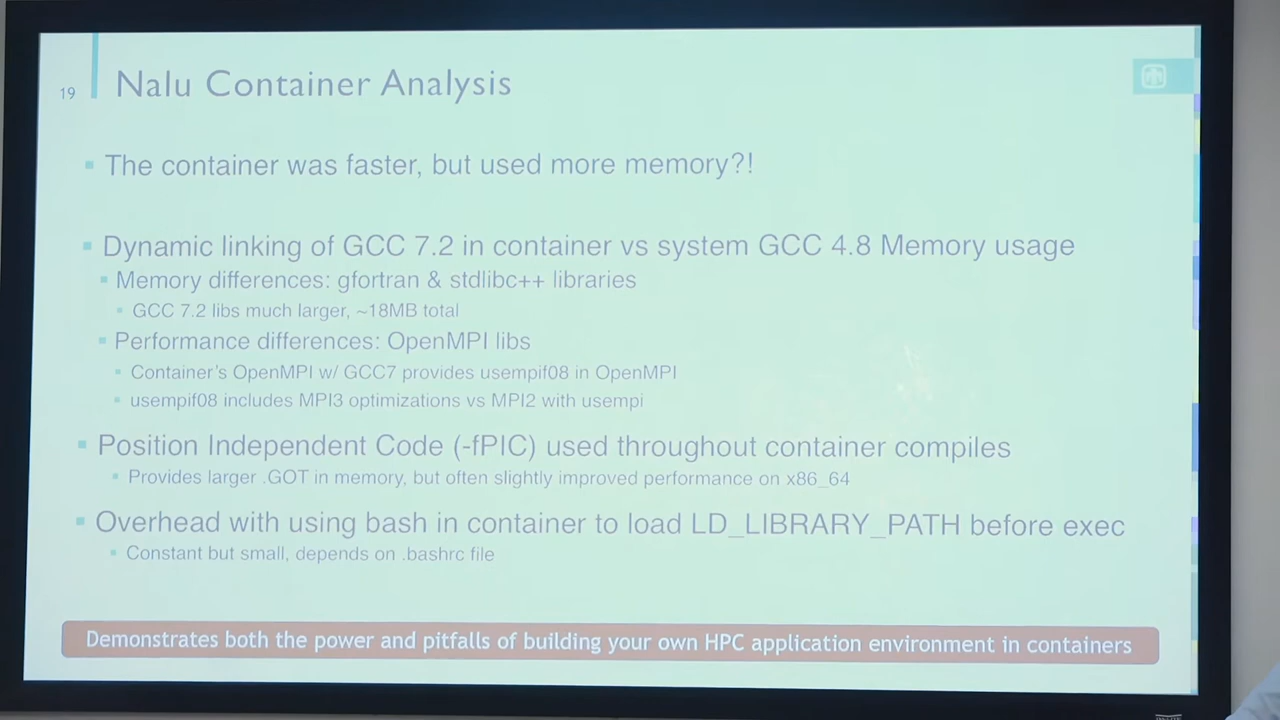 19
Nalu Container Analysis
The container was faster, but used more memory?!
Dynamic linking of GCC 7.2 in container vs system GCC 4.8 Memory usage
Memory differences: gfortran & stdlibc++ libraries
GCC 7.2 libs much larger, ~18MB total
Performance differences: OpenMPI libs
Container's OpenMPI w/ GCC7 provides usempif08 in OpenMPI
usempif08 includes MPI3 optimizations vs MPI2 with usempi
Position Independent Code (-fPIC) used throughout container compiles
Provides larger .GOT in memory, but often slightly improved performance on x86_64
Overhead with using bash in container to load LD_LIBRARY_PATH before exec
Constant but small, depends on .bashrc file
Demonstrates both the power and pitfalls of building your own HPC application environment in containers